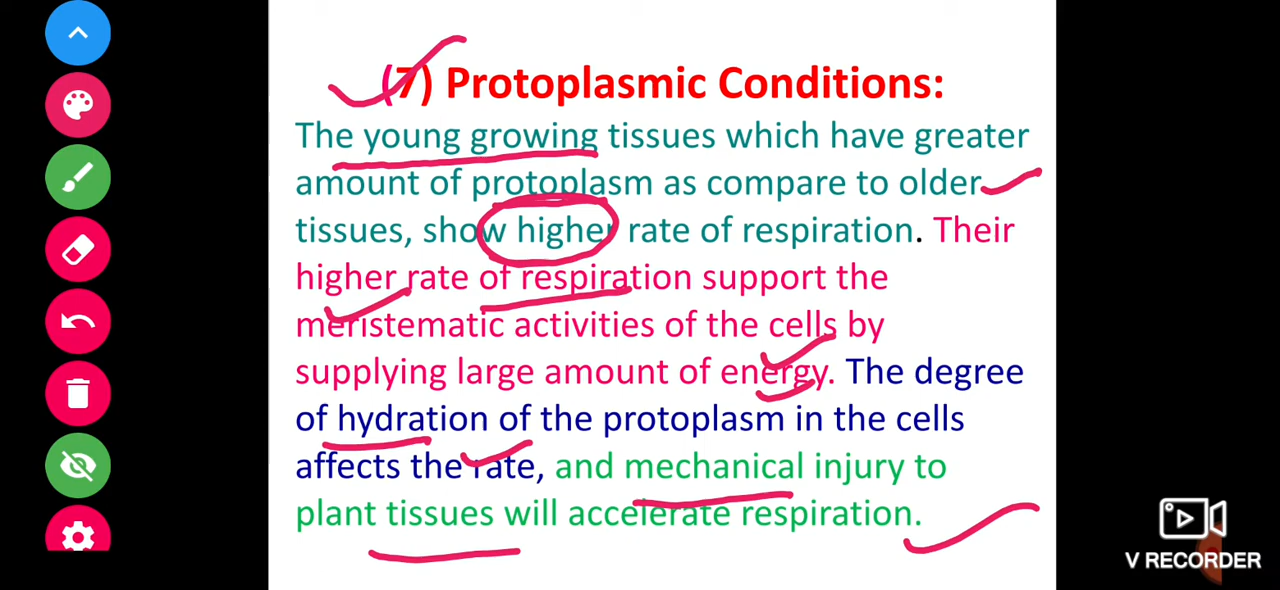 (7) Protoplasmic Conditions:
The young growing tissues which have greater
amount of protoplasm as compare to older
tissues, show higher rate of respiration. Their
higher rate of respiration support the
meristematic activities of the cells by
supplying large amount of energy. The degree
of hydration of the protoplasm in the cells
affects the rate, and mechanical injury to
plant tissues will accelerate respiration.
V RECORDER